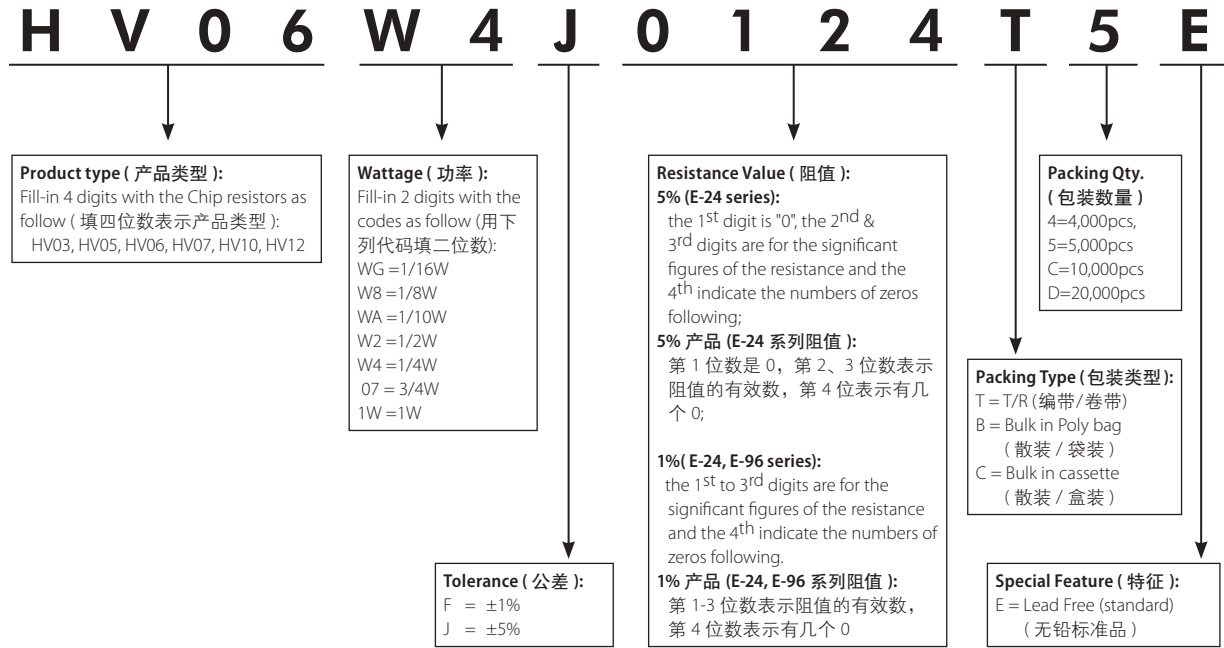 H V 0 6 W 4 J 0 1 2 4 T 5 E
Product type ( 产品类型 ):
Fill-in 4 digits with the Chip resistors as
follow ( 填四位数表示产品类型 ):
HV03, HV05, HV06, HV07, HV10, HV12
Wattage ( 功率 ):
Fill-in 2 digits with the
codes as follow (用下
列代码填二位数):
WG =1/16W
W8 =1/8W
WA =1/10W
W2 =1/2W
W4 =1/4W
07 = 3/4W
1W =1W
Tolerance ( 公差 ):
F = ±1%
J = ±5%
Resistance Value ( 阻值 ):
5% (E-24 series):
the 1st digit is "0", the 2nd &
3rd digits are for the significant
figures of the resistance and the
4th indicate the numbers of zeros
following;
5% 产品 (E-24 系列阻值 ):
第 1 位数是 0，第 2、3 位数表示
阻值的有效数，第 4 位表示有几
个 0;
1%( E-24, E-96 series):
the 1st to 3rd digits are for the
significant figures of the resistance
and the 4th indicate the numbers of
zeros following.
1% 产品 (E-24, E-96 系列阻值 ):
第 1-3 位数表示阻值的有效数，
第 4 位数表示有几个 0
Packing Qty.
( 包装数量 )
4=4,000pcs,
5=5,000pcs
C=10,000pcs
D=20,000pcs
Packing Type ( 包装类型 ):
T = T/R (编带/卷带)
B = Bulk in Poly bag
( 散装 / 袋装 )
C = Bulk in cassette
( 散装 / 盒装 )
Special Feature ( 特征 ):
E = Lead Free (standard)
( 无铅标准品 )